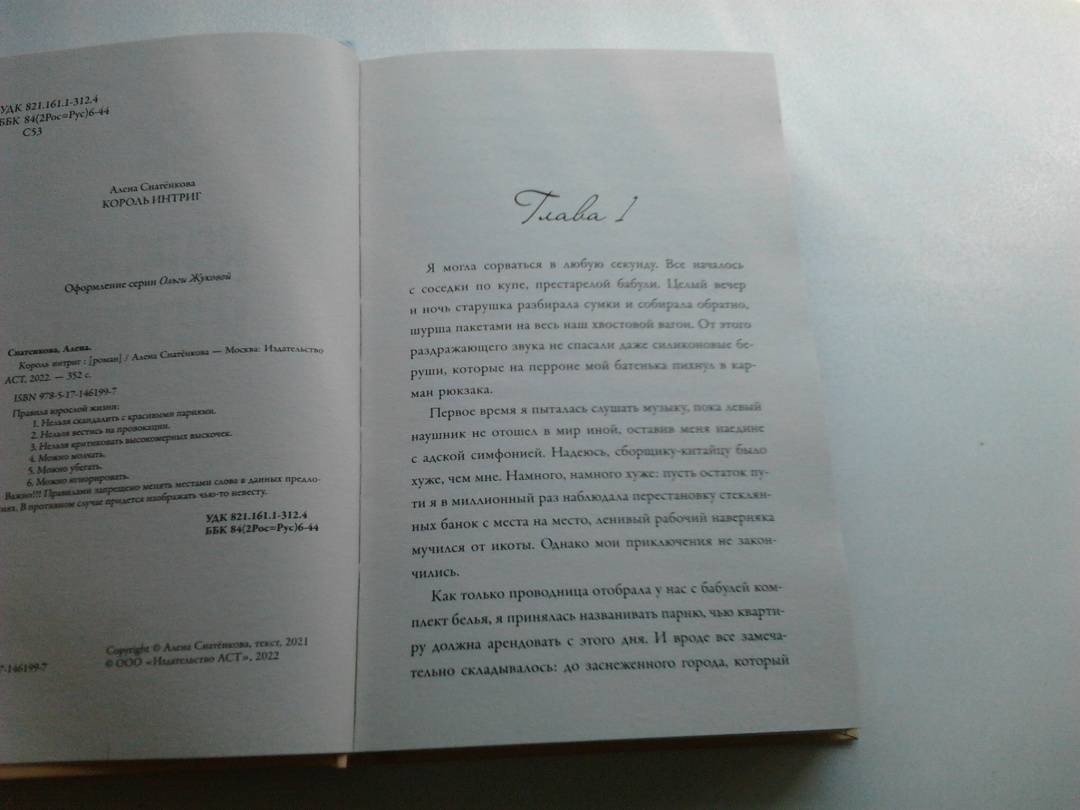 УДК 821.161.1-312.4
ББК 84(2Рос=Рус)6-44
С53
Алена Снатёнкова
КОРОЛЬ ИНТРИГ
Оформление серии Ольги Жуковой
Снатенкова, Алена.
Король интриг : [роман] / Алена Снатёнкова — Москва: Издательство
АСТ, 2022. — 352 с.
ISBN 978-5-17-146199-7
Правила взрослой жизни:
1. Нельзя скандалить с красивыми парнями.
2. Нельзя вестись на провокации.
3. Нельзя критиковать высокомерных выскочек.
4. Можно молчать.
5. Можно убегать.
6. Можно игнорировать.
Важно!!! Правилами запрещено менять местами слова в данных предло-
ниях. В противном случае придется изображать чью-то невесту.
УДК 821.161.1-312.4
ББК 84(2Рос=Рус)6-44
7-146199-7
Copyright © Алена Снатёнкова, текст, 2021
© ООО «Издательство АСТ», 2022
Глава 1
Я могла сорваться в любую секунду. Все началось
с соседки по купе, престарелой бабули. Целый вечер
и ночь старушка разбирала сумки и собирала обратно,
шурша пакетами на весь наш хвостовой вагон. От этого
раздражающего звука не спасали даже силиконовые бе-
руши, которые на перроне мой батенька пихнул в кар-
ман рюкзака.
Первое время я пыталась слушать музыку, пока левый
наушник не отошел в мир иной, оставив меня наедине
с адской симфонией. Надеюсь, сборщику-китайцу было
хуже, чем мне. Намного, намного хуже: пусть остаток пу-
ти я в миллионный раз наблюдала перестановку стеклян-
ных банок с места на место, ленивый рабочий наверняка
мучился от икоты. Однако мои приключения не закон-
чились.
Как только проводница отобрала у нас с бабулей ком-
плект белья, я принялась названивать парню, чью кварти-
ру должна арендовать с этого дня. И вроде все замеча-
тельно складывалось: до заснеженного города, который